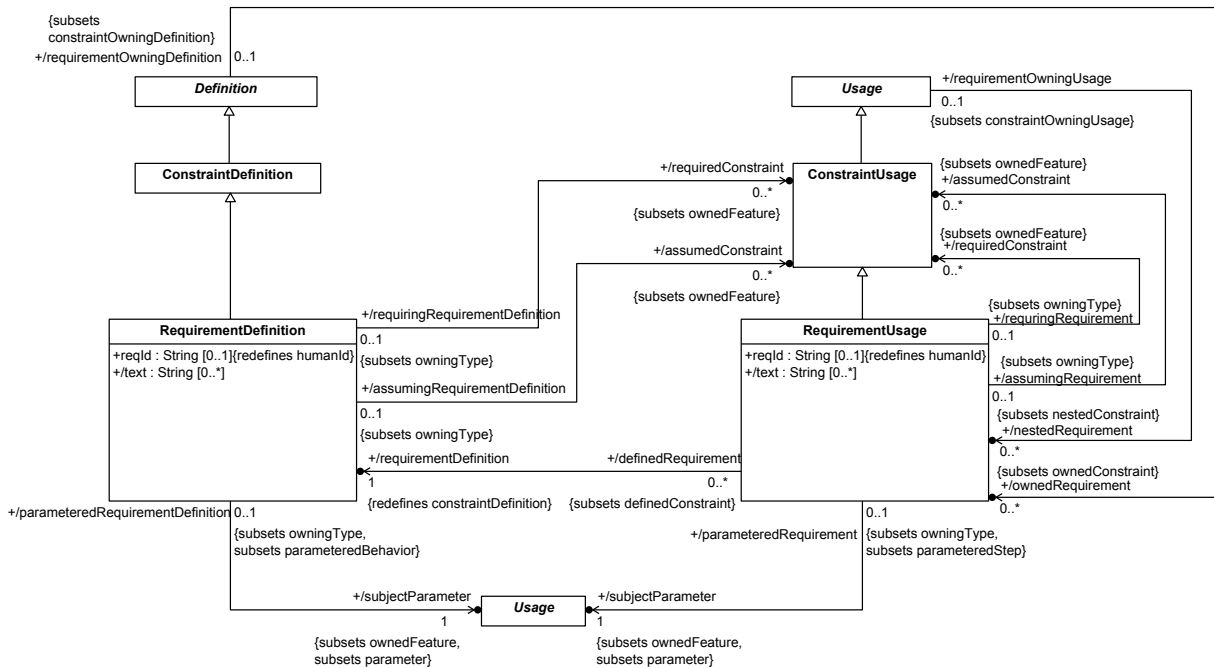 {subsets
constraintOwningDefinition}
+/requirementOwningDefinition
0..1
Definition
Usage
+/requirementOwningUsage
0..1
{subsets constraintOwningUsage}
ConstraintDefinition
+/requiredConstraint
0..*
{subsets ownedFeature}
ConstraintUsage
{subsets ownedFeature}
+/assumedConstraint
0..*
{subsets ownedFeature}
+/requiredConstraint
0..*
+/assumedConstraint
0..*
{subsets ownedFeature}
RequirementDefinition
+reqId : String [0..1]{redefines humanId}
+/text : String [0..*]
+/requiringRequirementDefinition
0..1
{subsets owningType}
+/assumingRequirementDefinition
0..1
{subsets owningType}
+/requirementDefinition
1
{redefines constraintDefinition}
+/definedRequirement
0..*
{subsets definedConstraint}
RequirementUsage
+reqId : String [0..1]{redefines humanId}
+/text : String [0..*]
{subsets owningType}
+/requringRequirement
0..1
{subsets owningType}
+/assumingRequirement
0..1
{subsets nestedConstraint}
+/nestedRequirement
0..*
{subsets ownedConstraint}
+/ownedRequirement
0..*
+/parameteredRequirementDefinition
0..1
{subsets owningType,
subsets parameteredBehavior}
+/parameteredRequirement
0..1
{subsets owningType,
subsets parameteredStep}
+/subjectParameter
1
{subsets ownedFeature,
subsets parameter}
Usage
+/subjectParameter
1
{subsets ownedFeature,
subsets parameter}